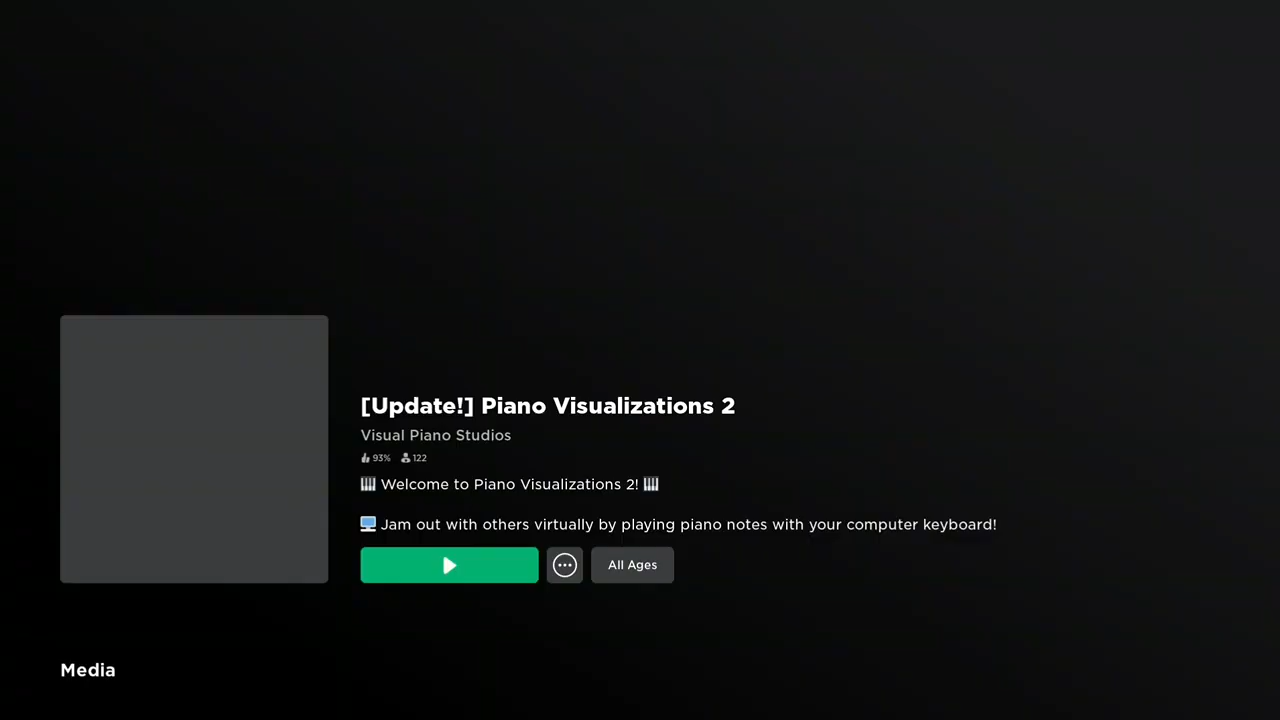 [Update!] Piano Visualizations 2
Visual Piano Studios
93% 122
🎹 Welcome to Piano Visualizations 2! 🎹
🖥️ Jam out with others virtually by playing piano notes with your computer keyboard!
All Ages
Media